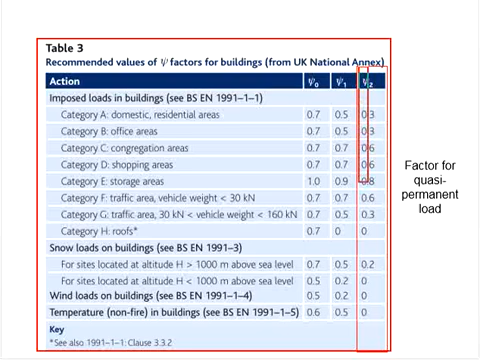 Table 3
Recommended values of ψ factors for buildings (from UK National Annex)
Action ψ0 ψ1 ψ2
Imposed loads in buildings (see BS EN 1991–1–1)
Category A: domestic, residential areas 0.7 0.5 0.3
Category B: office areas 0.7 0.5 0.3
Category C: congregation areas 0.7 0.7 0.6
Category D: shopping areas 0.7 0.7 0.6
Category E: storage areas 1.0 0.9 0.8
Category F: traffic area, vehicle weight < 30 kN 0.7 0.7 0.6
Category G: traffic area, 30 kN < vehicle weight < 160 kN 0.7 0.5 0.3
Category H: roofs* 0.7 0 0
Snow loads on buildings (see BS EN 1991–3)
For sites located at altitude H > 1000 m above sea level 0.7 0.5 0.2
For sites located at altitude H < 1000 m above sea level 0.5 0.2 0
Wind loads on buildings (see BS EN 1991–1–4) 0.5 0.2 0
Temperature (non-fire) in buildings (see BS EN 1991–1–5) 0.6 0.5 0
Key
*See also 1991–1–1: Clause 3.3.2
Factor for
quasi-
permanent
load